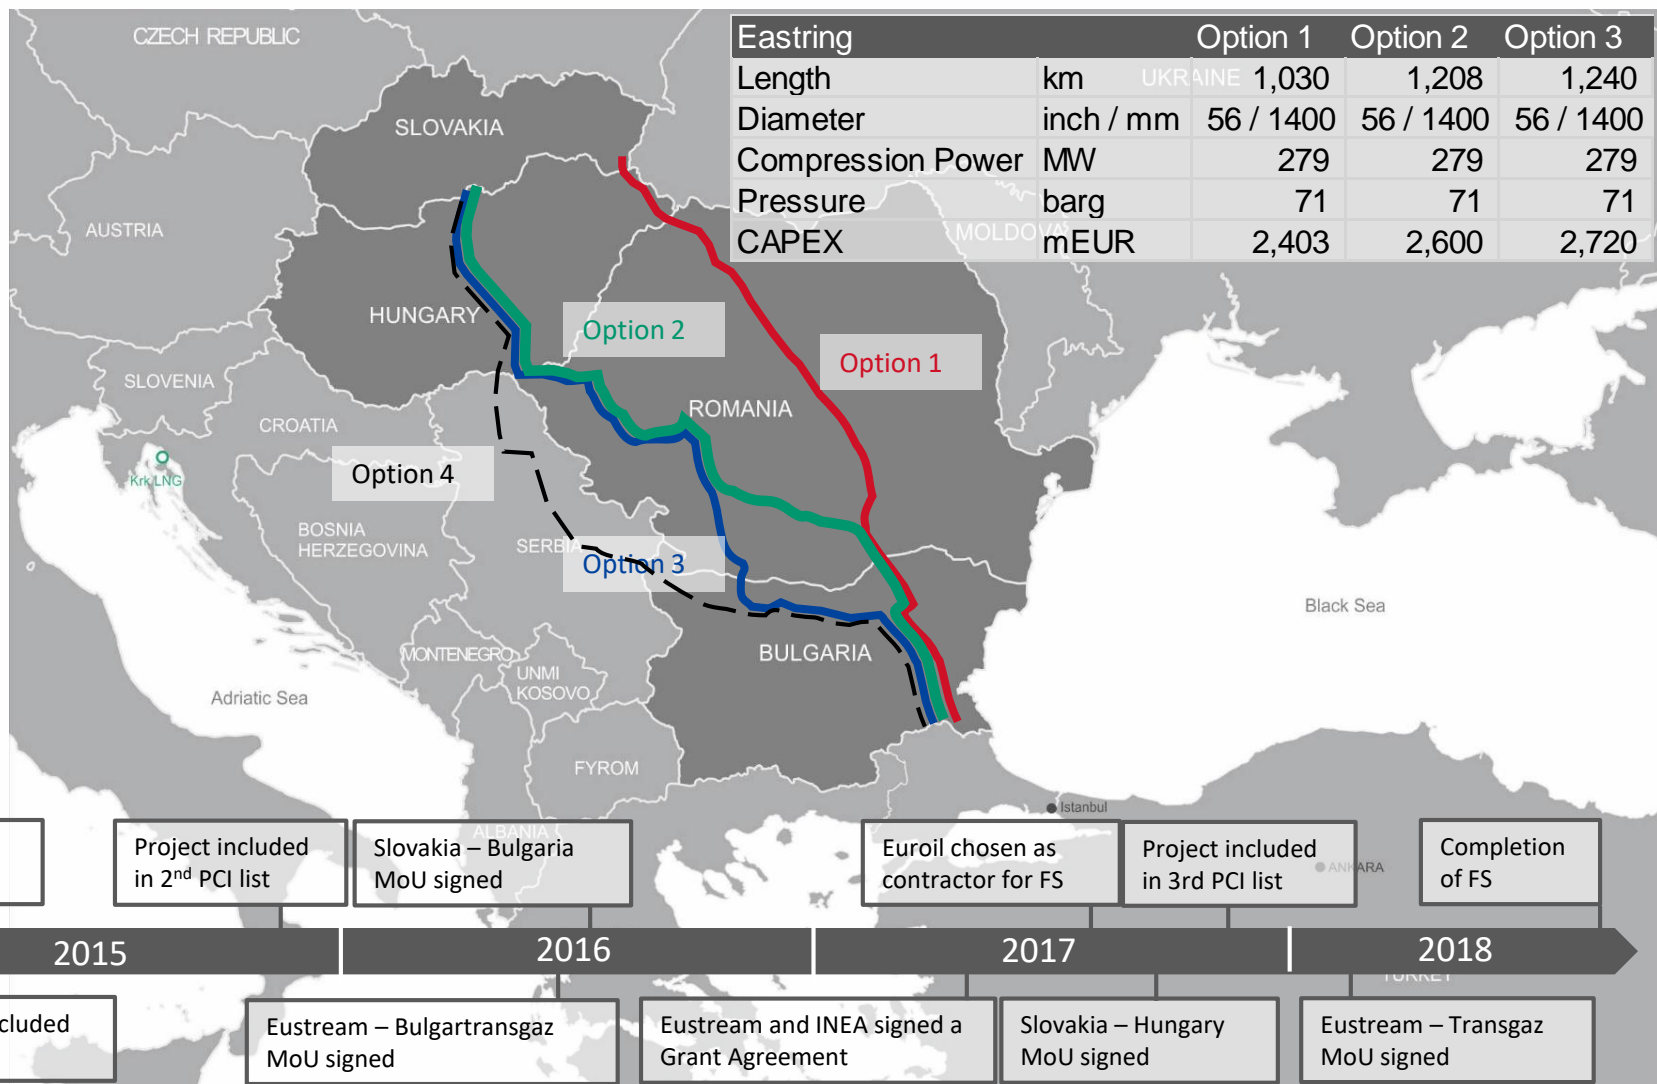 CZECH REPUBLIC
Eastring Option 1 Option 2 Option 3
Length km 1,030 1,208 1,240
Diameter inch / mm 56 / 1400 56 / 1400 56 / 1400
Compression Power MW 279 279 279
Pressure barg 71 71 71
CAPEX mEUR 2,403 2,600 2,720
UKRAINE
SLOVAKIA
AUSTRIA
MOLDOVA
HUNGARY
Option 2
Option 1
SLOVENIA
ROMANIA
CROATIA
Option 4
Krk LNG
BOSNIA
HERZEGOVINA
SERBIA
Option 3
Black Sea
BULGARIA
MONTENEGRO
UNMI
KOSOVO
Adriatic Sea
FYROM
Istanbul
ALBANIA
ANKARA
Project included
in 2nd PCI list
Slovakia – Bulgaria
MoU signed
Euroil chosen as
contractor for FS
Project included
in 3rd PCI list
Completion
of FS
2015 2016 2017 2018
TURKEY
cluded
Eustream – Bulgartransgaz
MoU signed
Eustream and INEA signed a
Grant Agreement
Slovakia – Hungary
MoU signed
Eustream – Transgaz
MoU signed